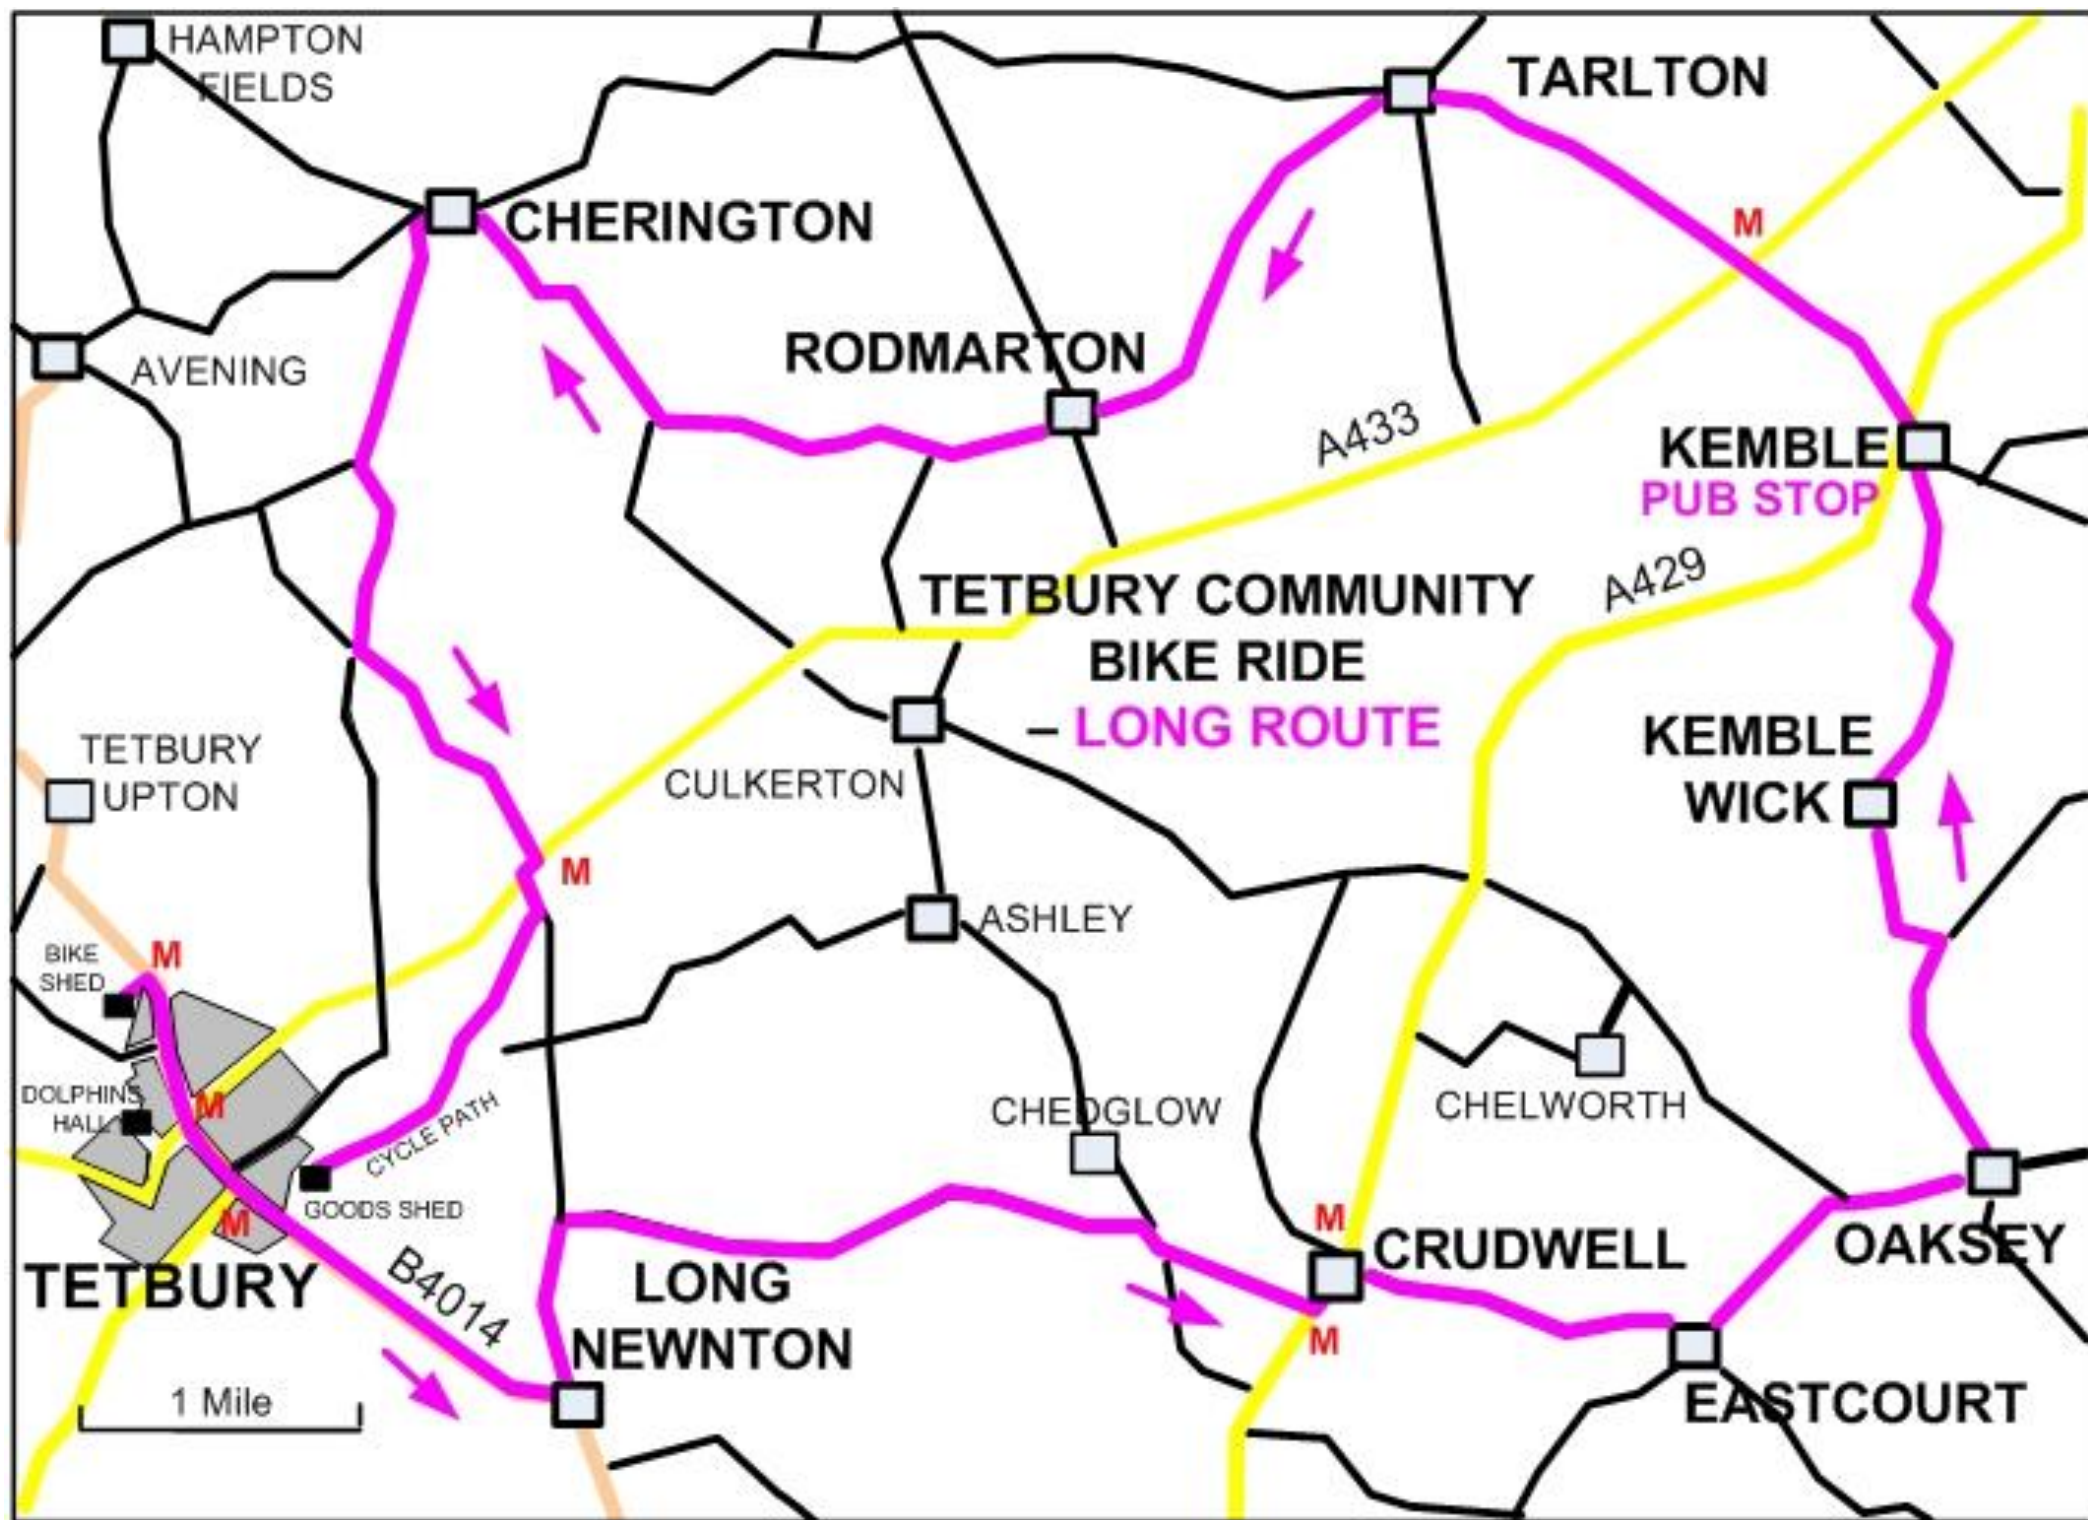 HAMPTON
FIELDS
TARLTON
CHERINGTON
M
RODMARTON
AVENING
A433
KEMBLE
PUB STOP
A429
TETBURY COMMUNITY
BIKE RIDE
– LONG ROUTE
KEMBLE
WICK
TETBURY
UPTON
CULKERTON
M
ASHLEY
BIKE
SHED
M
DOLPHINS
HALL
M
CYCLE PATH
CHEDGLOW
CHELWORTH
GOODS SHED
M
M
CRUDWELL
OAKSEY
TETBURY
B4014
LONG
NEWNTON
M
EASTCOURT
1 Mile